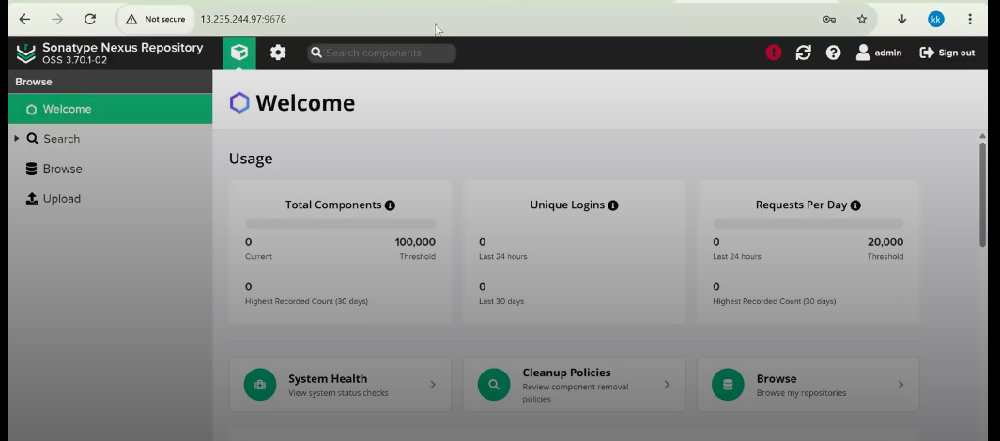 Not secure 13.235.244.97:9676 kk
Sonatype Nexus Repository
OSS 3.70.1-02
Search components
admin
Sign out
Browse
Welcome
Search
Browse
Upload
Welcome
Usage
Total Components
0 100,000
Current Threshold
0
Highest Recorded Count (30 days)
Unique Logins
0
Last 24 hours
0
Last 30 days
Requests Per Day
0 20,000
Last 24 hours Threshold
0
Highest Recorded Count (30 days)
System Health
View system status checks
Cleanup Policies
Review component removal
policies
Browse
Browse my repositories